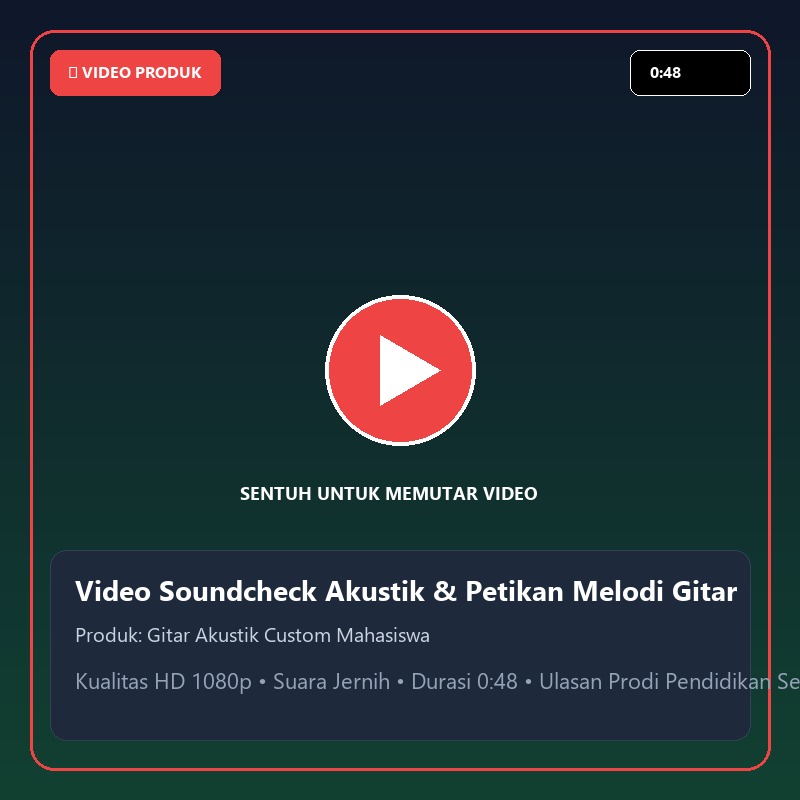 VIDEO PRODUK
0:48
SENTUH UNTUK MEMUTAR VIDEO
Video Soundcheck Akustik & Petikan Melodi Gitar
Produk: Gitar Akustik Custom Mahasiswa
Kualitas HD 1080p • Suara Jernih • Durasi 0:48 • Ulasan Prodi Pendidikan Se